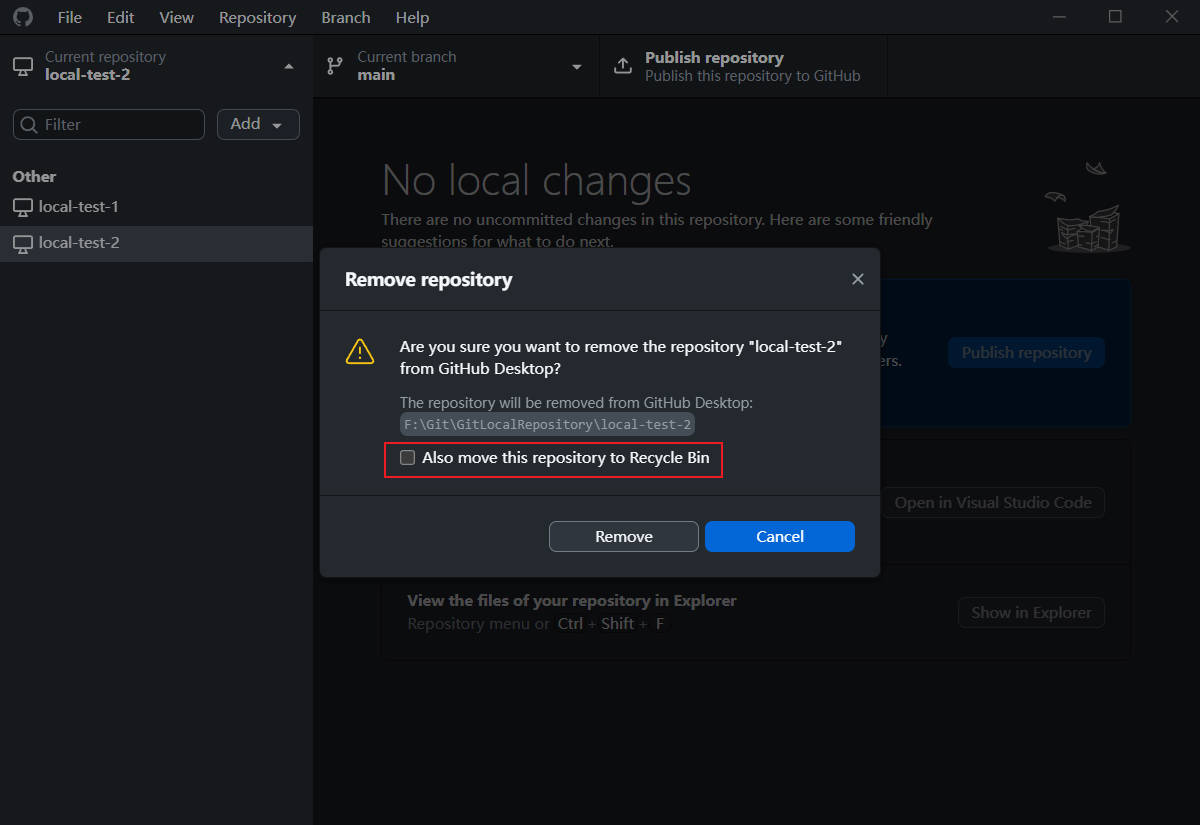 File Edit View Repository Branch Help
Current repository
local-test-2
Current branch
main
Publish repository
Publish this repository to GitHub
Filter
Add
Other
local-test-1
local-test-2
No local changes
There are no uncommitted changes in this repository. Here are some friendly
suggestions for what to do next.
Remove repository
Are you sure you want to remove the repository "local-test-2"
from GitHub Desktop?
The repository will be removed from GitHub Desktop:
F:\Git\GitLocalRepository\local-test-2
Also move this repository to Recycle Bin
Remove
Cancel
Publish repository
Open in Visual Studio Code
View the files of your repository in Explorer
Repository menu or Ctrl + Shift + F
Show in Explorer